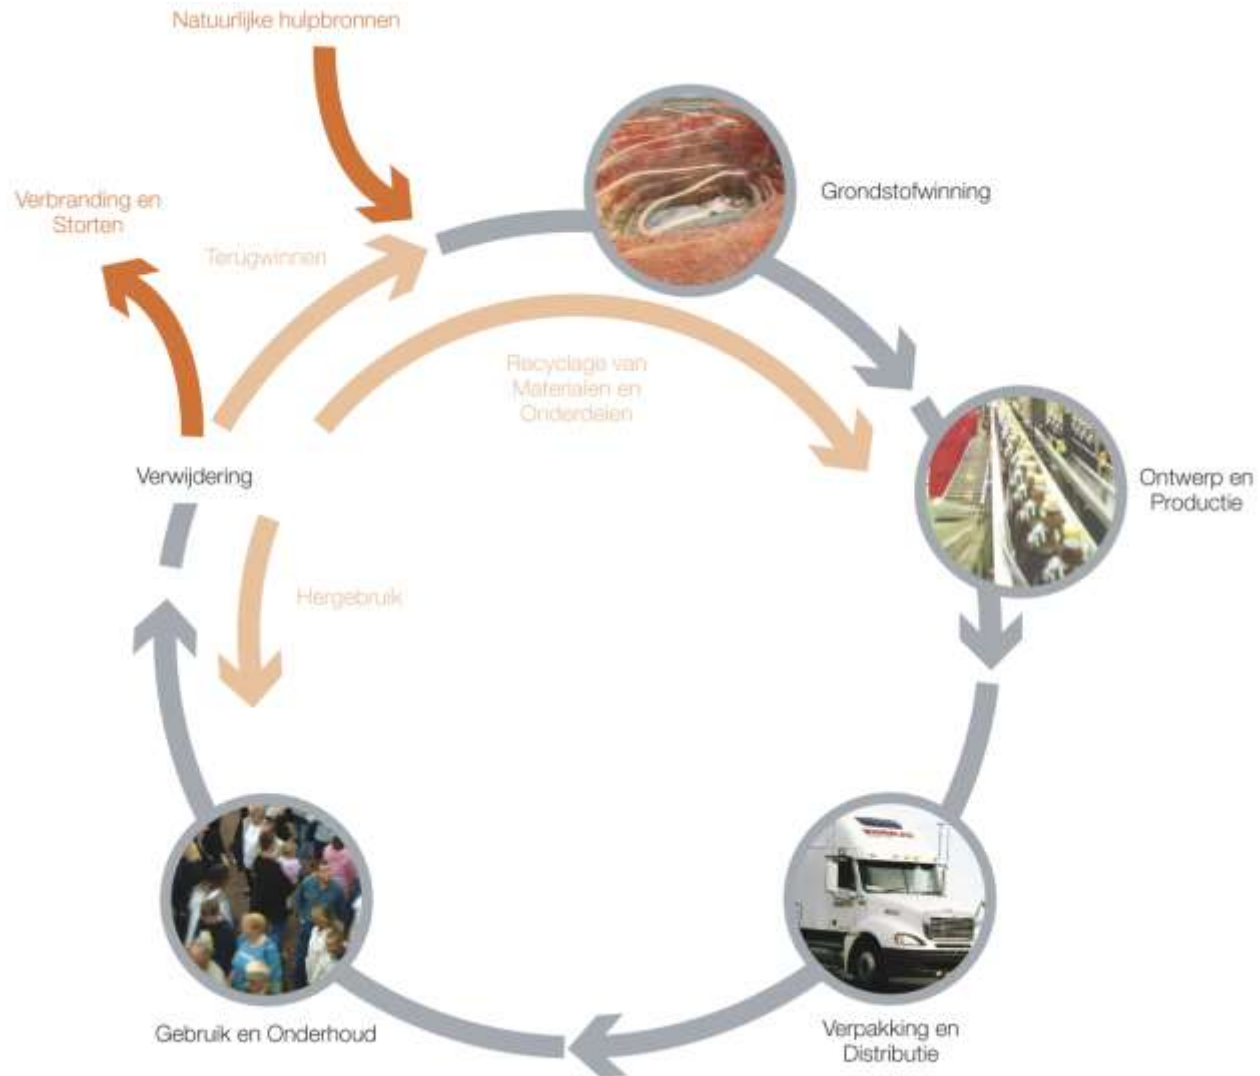 Natuurlijke hulpbronnen
Grondstofwinning
Verbranding en
Storten
Terugwinnen
Recyclage van
Materialen en
Onderdalen
Verwijdering
Ontwerp en
Productie
Hergebruik
Gebruik en Onderhoud
Verpakking en
Distributie